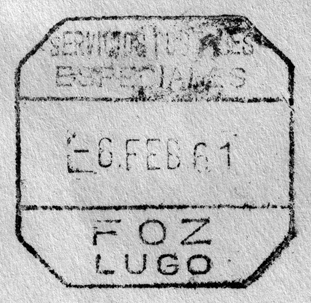 SERVICIOS POSTALES
ESPECIALES
-6.FEB.61
FOZ
LUGO